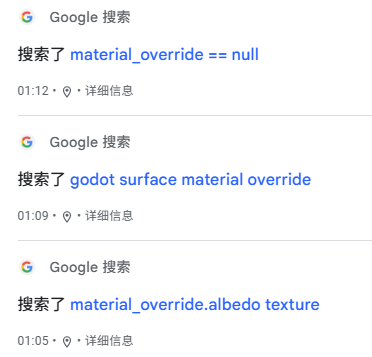 Google 搜索
搜索了 material_override == null
01:12 • • 详细信息
Google 搜索
搜索了 godot surface material override
01:09 • • 详细信息
Google 搜索
搜索了 material_override.albedo texture
01:05 • • 详细信息